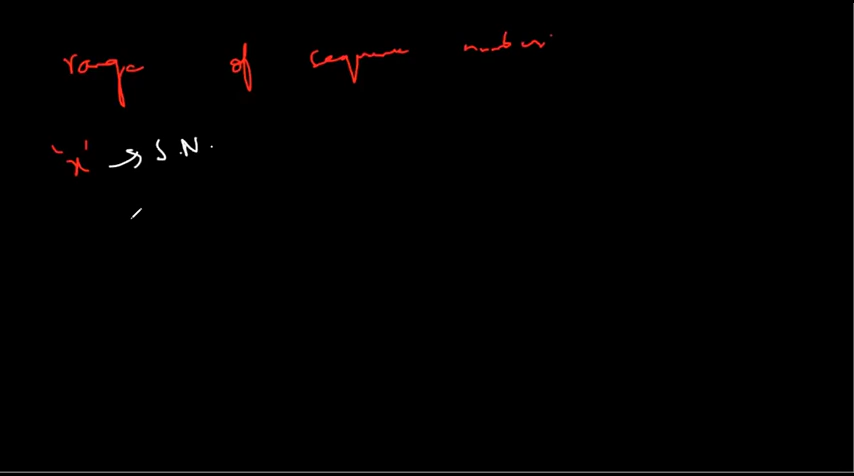 range of sequence number
'x' → S.N.